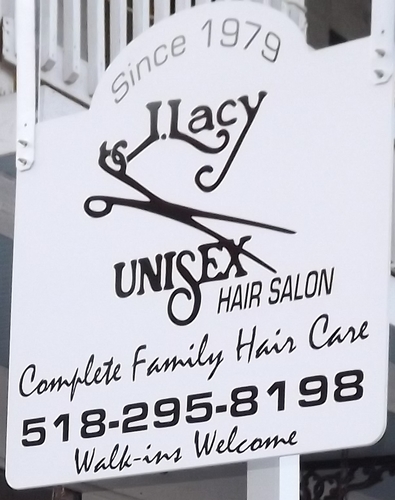 Since 1979
J.Lacy
UNISEX
HAIR SALON
Complete Family Hair Care
518-295-8198
Walk-ins Welcome